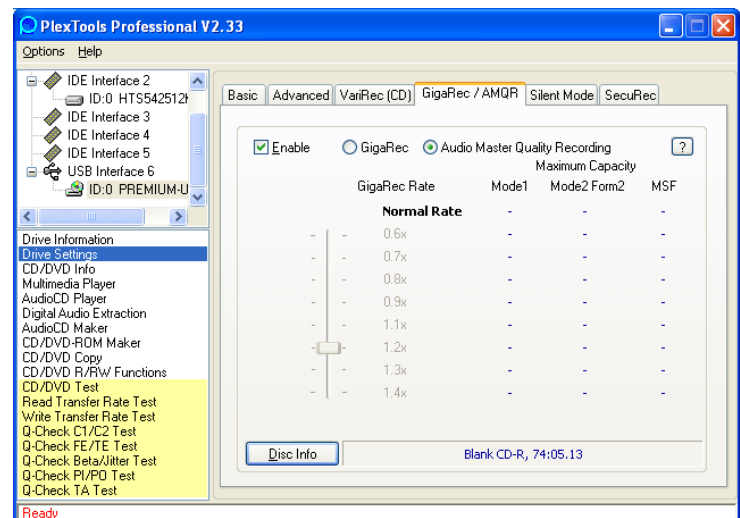 PlexTools Professional V2.33
Options Help
IDE Interface 2
ID:0 HTS542512
IDE Interface 3
IDE Interface 4
IDE Interface 5
USB Interface 6
ID:0 PREMIUM-U
Drive Information
Drive Settings
CD/DVD Info
Multimedia Player
AudioCD Player
Digital Audio Extraction
AudioCD Maker
CD/DVD-ROM Maker
CD/DVD Copy
CD/DVD R/RW Functions
CD/DVD Test
Read Transfer Rate Test
Write Transfer Rate Test
Q-Check C1/C2 Test
Q-Check FE/TE Test
Q-Check Beta/Jitter Test
Q-Check PI/PO Test
Q-Check TA Test
Basic Advanced VariRec (CD) GigaRec / AMQR Silent Mode SecuRec
Enable GigaRec Audio Master Quality Recording ?
Maximum Capacity
GigaRec Rate Mode1 Mode2 Form2 MSF
Normal Rate - - -
0.6x - - -
0.7x - - -
0.8x - - -
0.9x - - -
1.1x - - -
1.2x - - -
1.3x - - -
1.4x - - -
Disc Info Blank CD-R, 74:05.13
Ready